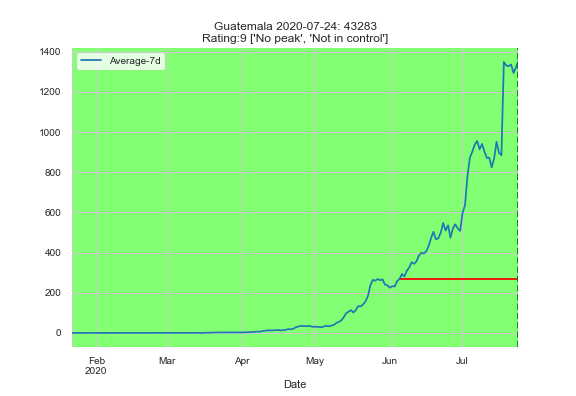 Guatemala 2020-07-24: 43283
Rating:9 ['No peak', 'Not in control']
Average-7d
1400
1200
1000
800
600
400
200
0
Feb Mar Apr May Jun Jul
2020
Date